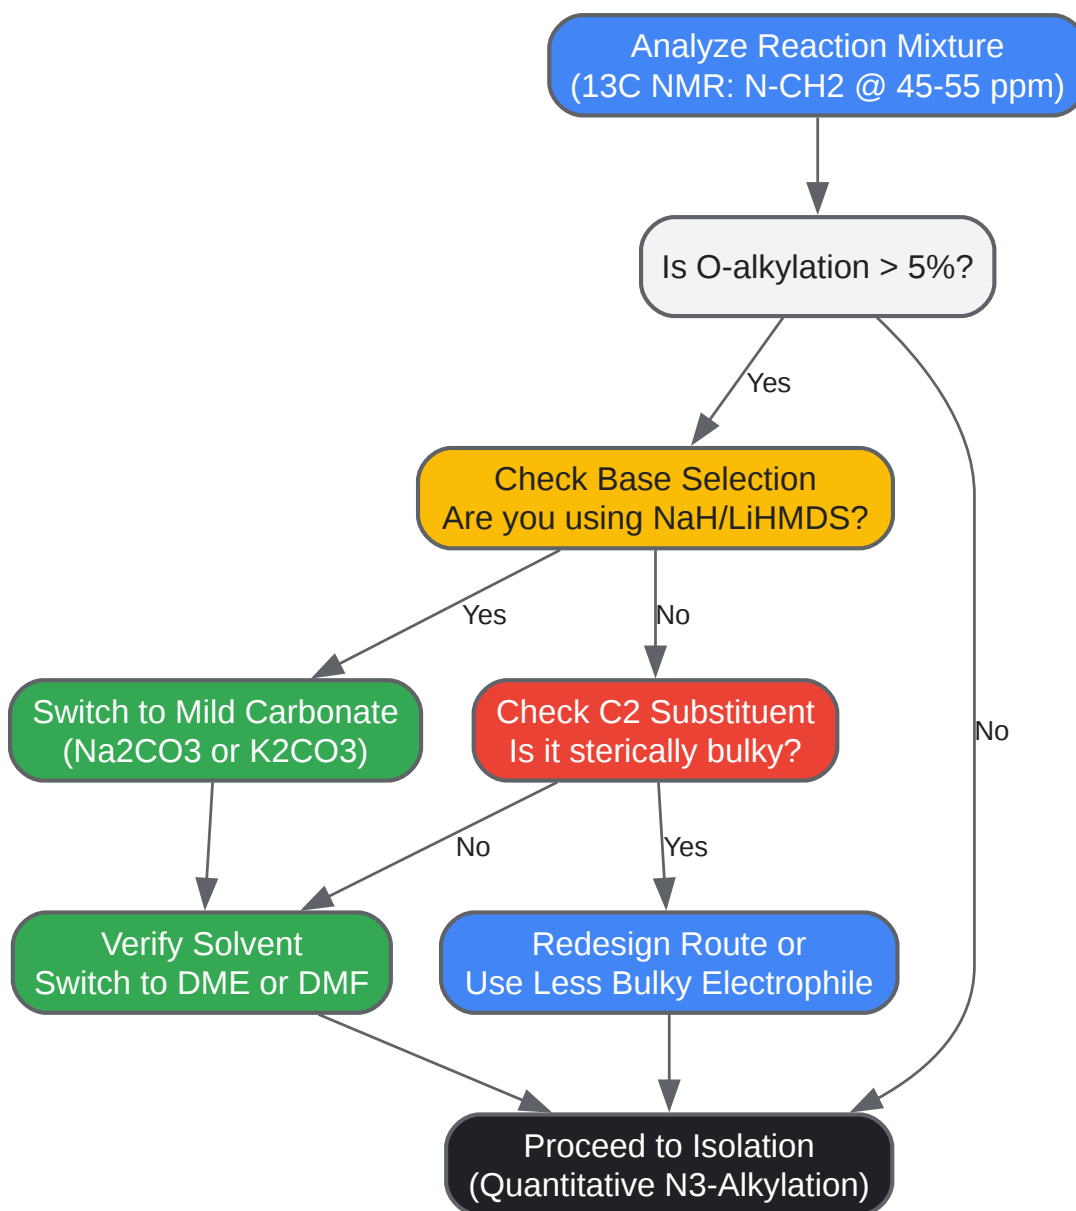 Analyze Reaction Mixture
(13C NMR: N-CH2 @ 45-55 ppm)
Is O-alkylation > 5%?
Yes
Check Base Selection
Are you using NaH/LiHMDS?
Yes
No
Switch to Mild Carbonate
(Na2CO3 or K2CO3)
Check C2 Substituent
Is it sterically bulky?
No
No
Yes
Verify Solvent
Switch to DME or DMF
Redesign Route or
Use Less Bulky Electrophile
Proceed to Isolation
(Quantitative N3-Alkylation)